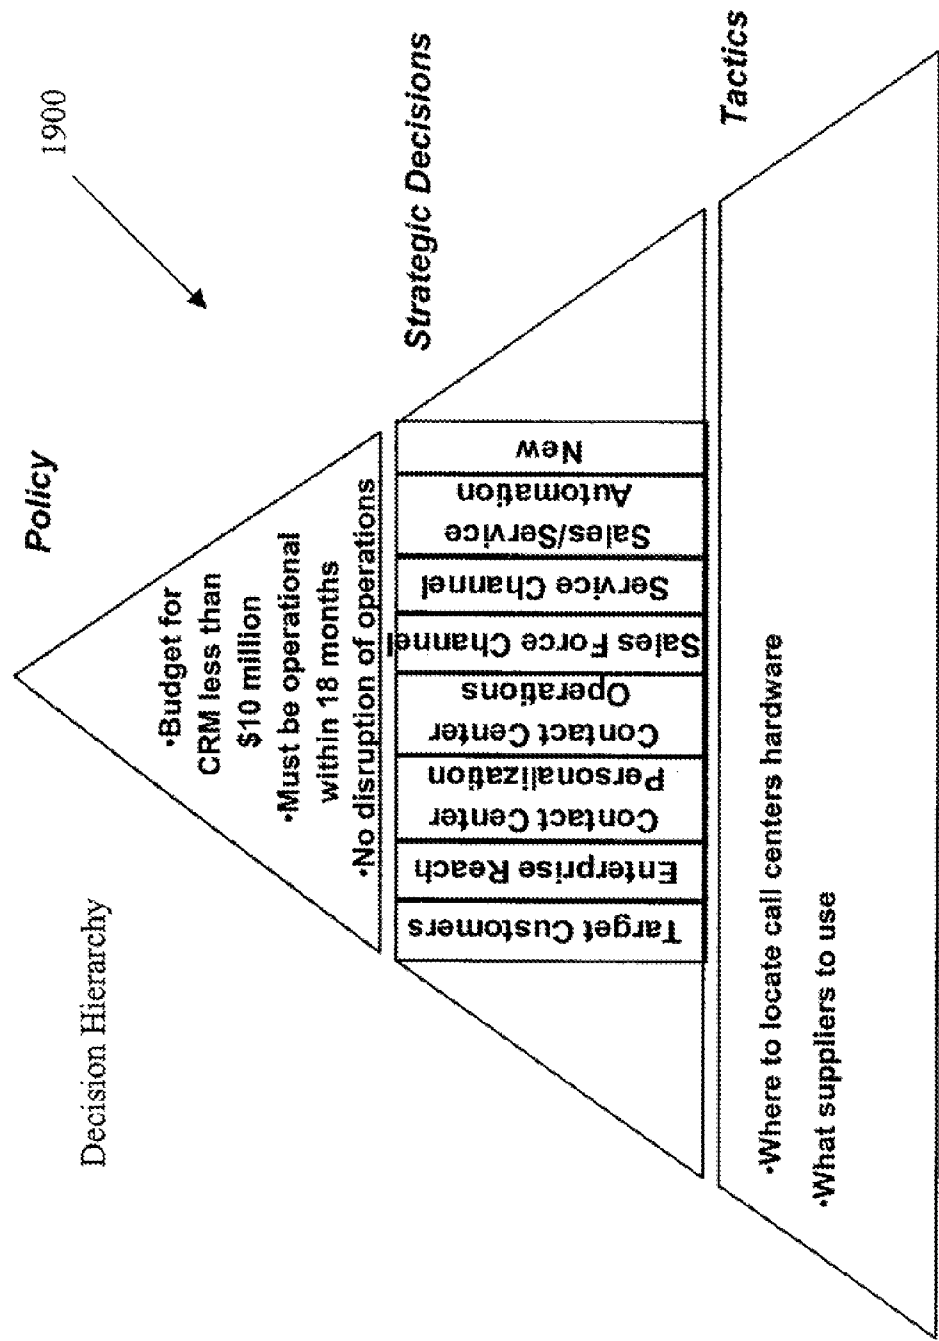 Decision Hierarchy
1900
Policy
•Budget for
CRM less than
$10 million
•Must be operational
within 18 months
•No disruption of operations
Strategic Decisions
Target Customers
Enterprise Reach
Contact Center
Personalization
Contact Center
Operations
Sales Force Channel
Service Channel
Sales/Service
Automation
New
Tactics
•Where to locate call centers hardware
•What suppliers to use